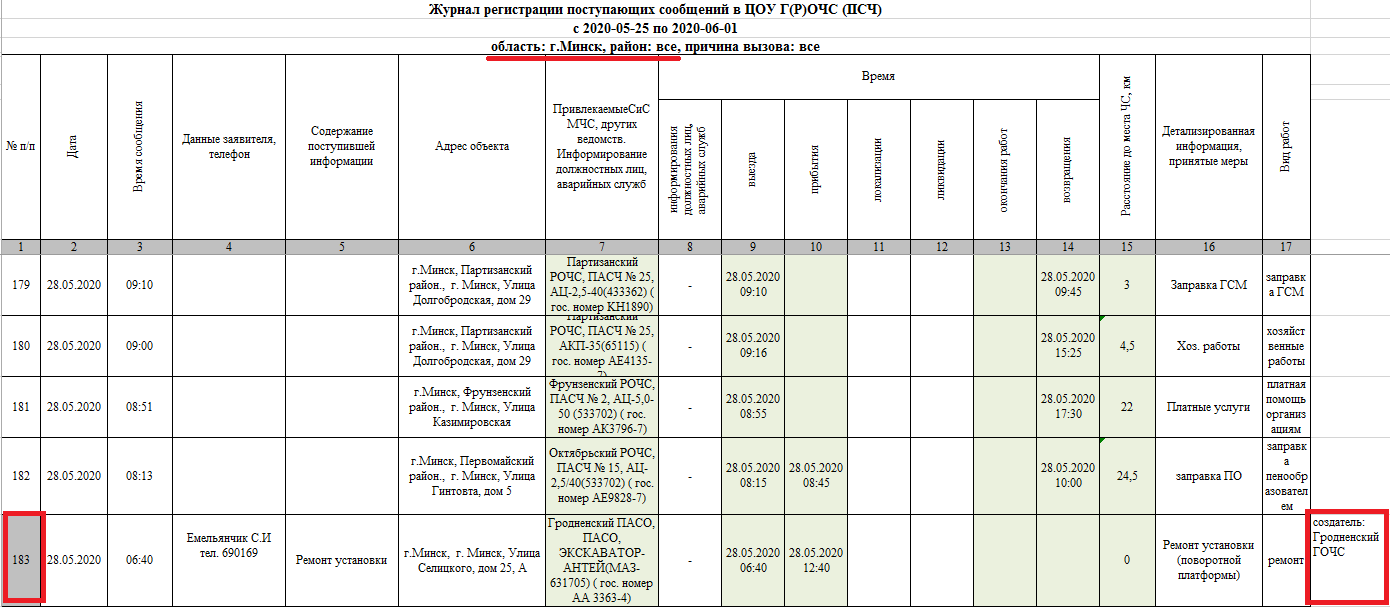 Журнал регистрации поступающих сообщений в ЦОУ Г(Р)ОЧС (ПСЧ)
с 2020-05-25 по 2020-06-01
область: г.Минск, район: все, причина вызова: все
№ п/п
Дата
Время сообщения
Данные заявителя,
телефон
Содержание
поступившей
информации
Адрес объекта
ПривлекаемыеСиС
МЧС, других
ведомств.
Информирование
должностных лиц,
аварийных служб
Время
информирования
должностных лиц,
аварийных служб
выезда
прибытия
локализации
ликвидации
окончания работ
возвращения
Расстояние до места ЧС, км
Детализированная
информация,
принятые меры
Вид работ
1 2 3 4 5 6 7 8 9 10 11 12 13 14 15 16 17
179
28.05.2020
09:10
г.Минск, Партизанский
район., г. Минск, Улица
Долгобродская, дом 29
Партизанский
РОЧС, ПАСЧ № 25,
АЦ-2,5-40(433362) (
гос. номер КН1890)
-
28.05.2020
09:10
28.05.2020
09:45
3
Заправка ГСМ
заправ
ка ГСМ
180
28.05.2020
09:00
г.Минск, Партизанский
район., г. Минск, Улица
Долгобродская, дом 29
Партизанский
РОЧС, ПАСЧ № 25,
АКП-35(65115) (
гос. номер АЕ4135-
7)
-
28.05.2020
09:16
28.05.2020
15:25
4,5
Хоз. работы
хозяйст
венные
работы
181
28.05.2020
08:51
г.Минск, Фрунзенский
район., г. Минск, Улица
Казимировская
Фрунзенский РОЧС,
ПАСЧ № 2, АЦ-5,0-
50 (533702) ( гос.
номер АК3796-7)
-
28.05.2020
08:55
28.05.2020
17:30
22
Платные услуги
платная
помощь
организ
ациям
182
28.05.2020
08:13
г.Минск, Первомайский
район., г. Минск, Улица
Гинтовта, дом 5
Октябрьский РОЧС,
ПАСЧ № 15, АЦ-
2,5/40(533702) ( гос.
номер АЕ9828-7)
-
28.05.2020
08:15
28.05.2020
08:45
28.05.2020
10:00
24,5
заправка ПО
заправк
а
пенообр
азовател
ем
183
28.05.2020
06:40
Емельянчик С.И
тел. 690169
Ремонт установки
г.Минск, г. Минск, Улица
Селицкого, дом 25, А
Гродненский ПАСО,
ПАСО,
ЭКСКАВАТОР-
АНТЕЙ(МАЗ-
631705) ( гос. номер
АА 3363-4)
-
28.05.2020
06:40
28.05.2020
12:40
0
Ремонт установки
(поворотной
платформы)
ремонт
создатель:
Гродненский
ГОЧС